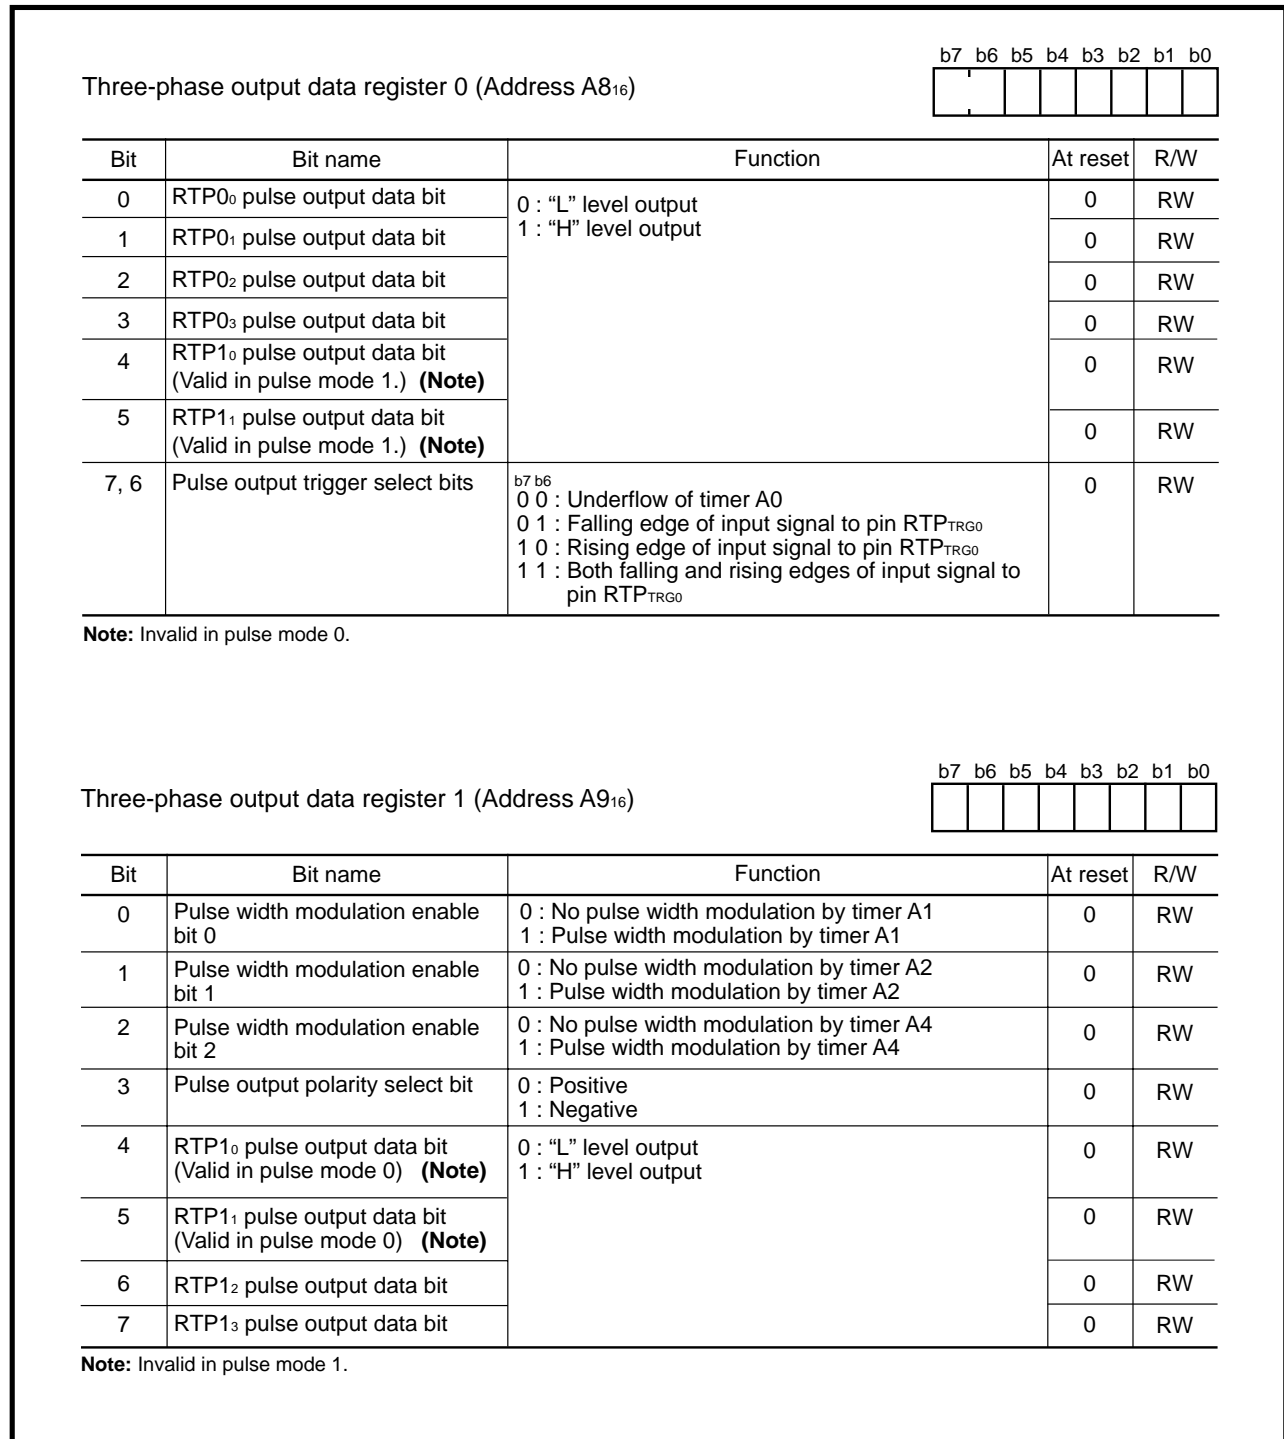 b7 b6 b5 b4 b3 b2 b1 b0
Three-phase output data register 0 (Address A8₁₆)
Bit Bit name Function At reset R/W
0 RTP0₀ pulse output data bit 0 : “L” level output 0 RW
1 RTP0₁ pulse output data bit 1 : “H” level output 0 RW
2 RTP0₂ pulse output data bit 0 RW
3 RTP0₃ pulse output data bit 0 RW
4 RTP1₀ pulse output data bit 0 RW
(Valid in pulse mode 1.) (Note)
5 RTP1₁ pulse output data bit 0 RW
(Valid in pulse mode 1.) (Note)
7, 6 Pulse output trigger select bits b7 b6 0 RW
0 0 : Underflow of timer A0
0 1 : Falling edge of input signal to pin RTPTRG0
1 0 : Rising edge of input signal to pin RTPTRG0
1 1 : Both falling and rising edges of input signal to
pin RTPTRG0
Note: Invalid in pulse mode 0.
b7 b6 b5 b4 b3 b2 b1 b0
Three-phase output data register 1 (Address A9₁₆)
Bit Bit name Function At reset R/W
0 Pulse width modulation enable 0 : No pulse width modulation by timer A1 0 RW
bit 0 1 : Pulse width modulation by timer A1
1 Pulse width modulation enable 0 : No pulse width modulation by timer A2 0 RW
bit 1 1 : Pulse width modulation by timer A2
2 Pulse width modulation enable 0 : No pulse width modulation by timer A4 0 RW
bit 2 1 : Pulse width modulation by timer A4
3 Pulse output polarity select bit 0 : Positive 0 RW
1 : Negative
4 RTP1₀ pulse output data bit 0 : “L” level output 0 RW
(Valid in pulse mode 0) (Note) 1 : “H” level output
5 RTP1₁ pulse output data bit 0 RW
(Valid in pulse mode 0) (Note)
6 RTP1₂ pulse output data bit 0 RW
7 RTP1₃ pulse output data bit 0 RW
Note: Invalid in pulse mode 1.